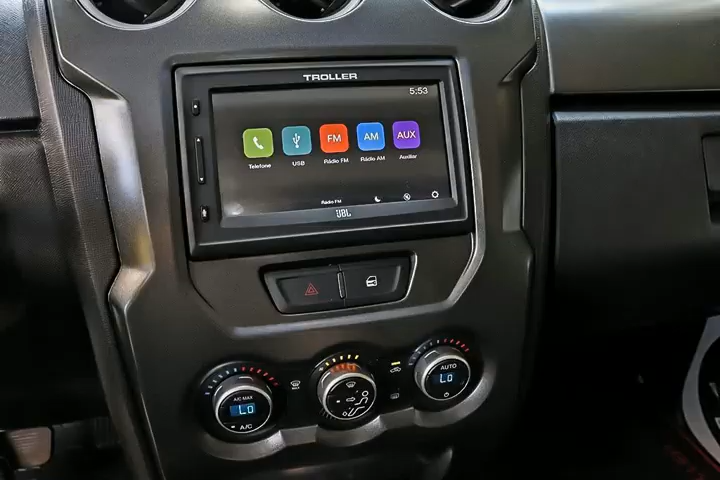 TROLLER
5:53
FM
AM
AUX
Telefone
USB
Rádio FM
Rádio AM
Auxiliar
Rádio FM
JBL
A/C MAX
Lo
A/C
AUTO
Lo